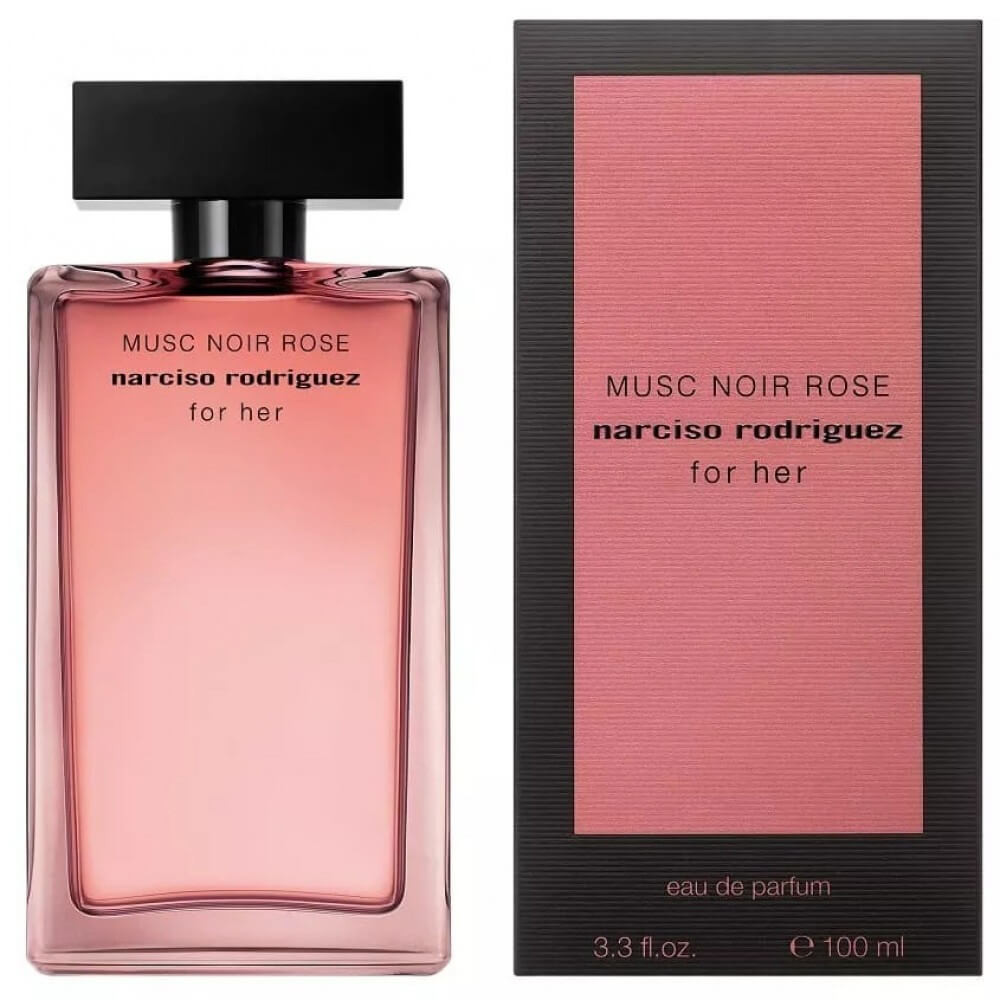 MUSC NOIR ROSE
narciso rodriguez
for her
MUSC NOIR ROSE
narciso rodriguez
for her
eau de parfum
3.3 fl.oz. ℮ 100 ml